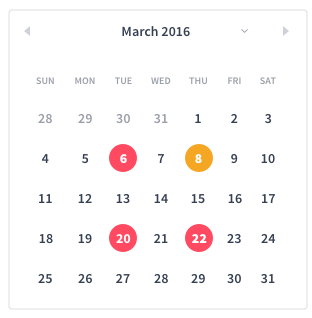 March 2016
SUN MON TUE WED THU FRI SAT
28 29 30 31 1 2 3
4 5 6 7 8 9 10
11 12 13 14 15 16 17
18 19 20 21 22 23 24
25 26 27 28 29 30 31